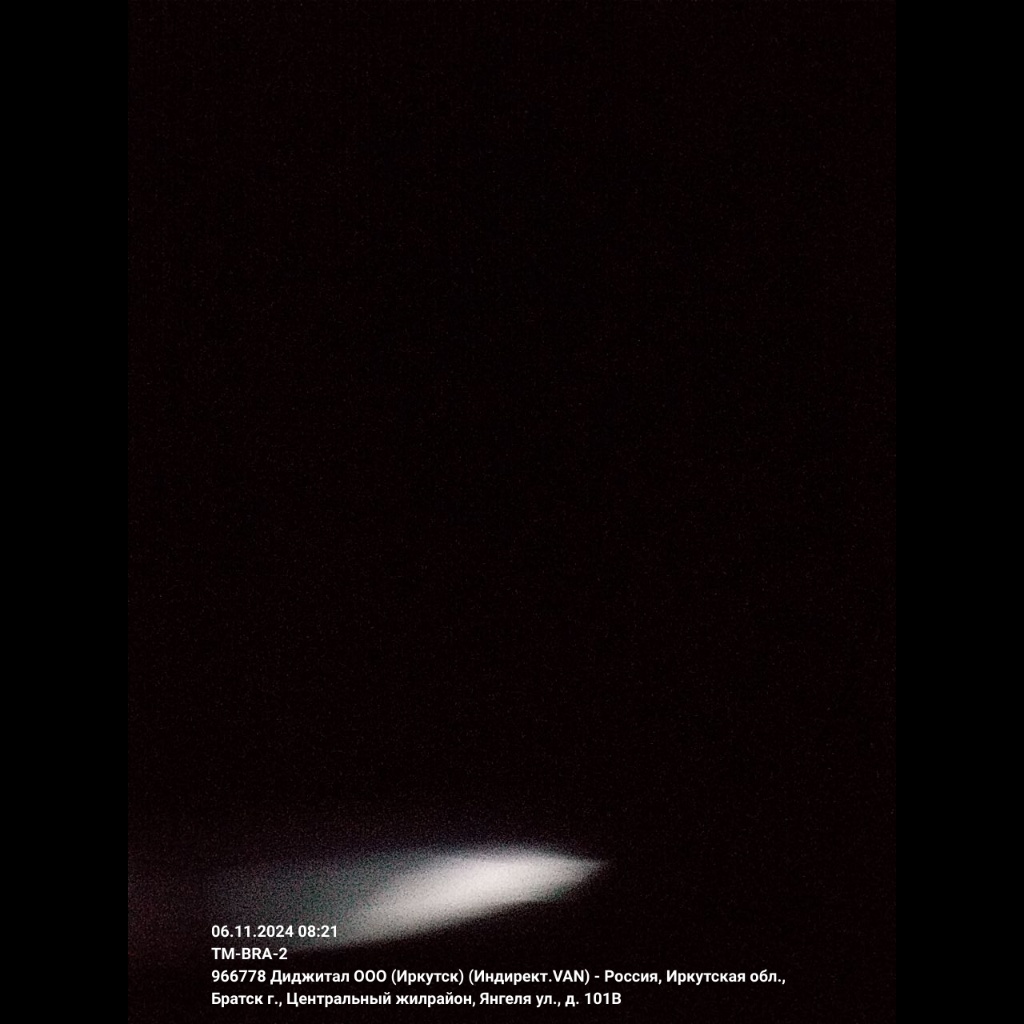 06.11.2024 08:21
TM-BRA-2
966778 Диджитал ООО (Иркутск) (Индирект.VAN) - Россия, Иркутская обл.,
Братск г., Центральный жилрайон, Янгеля ул., д. 101В